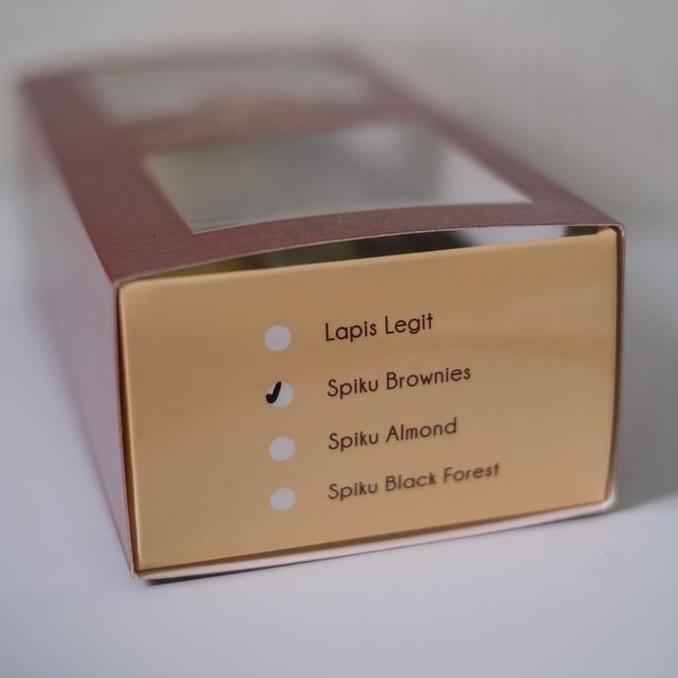 Lapis Legit
Spiku Brownies
Spiku Almond
Spiku Black Forest